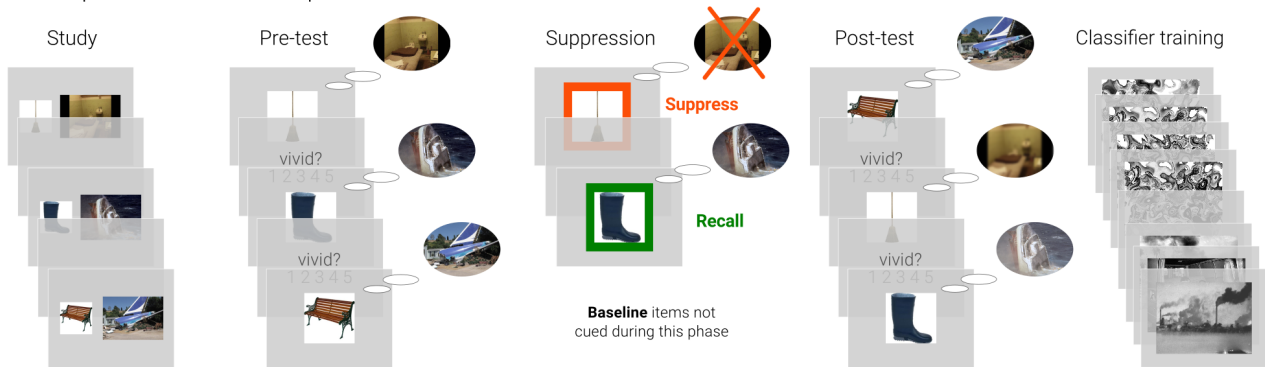 Study
Pre-test
Suppression
Post-test
Classifier training
Suppress
vivid?
1 2 3 4 5
vivid?
1 2 3 4 5
Recall
vivid?
1 2 3 4 5
vivid?
1 2 3 4 5
Baseline items not
cued during this phase